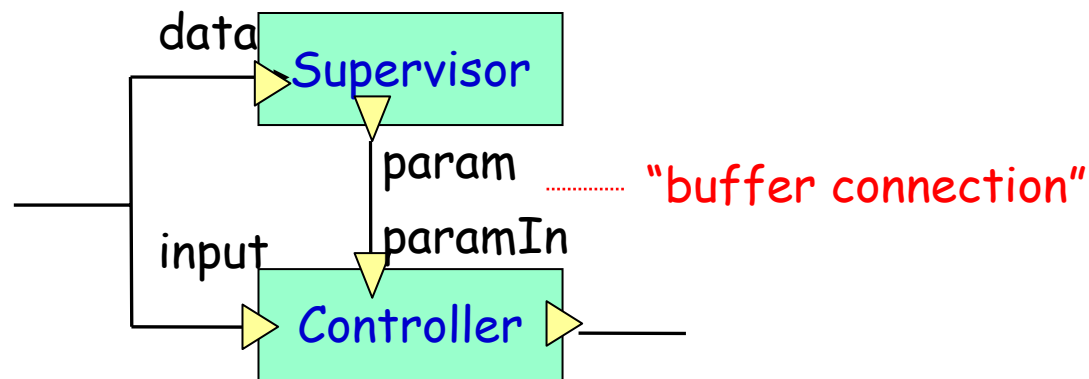 data
Supervisor
param
“buffer connection”
paramIn
input
Controller